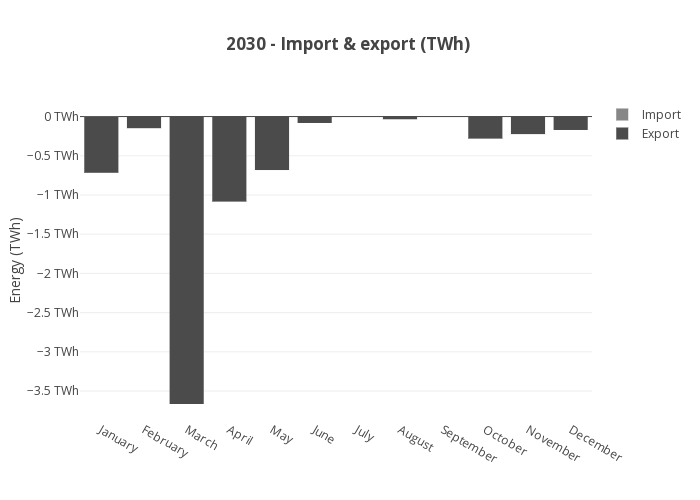 2030 - Import & export (TWh)
0 TWh
−0.5 TWh
−1 TWh
−1.5 TWh
−2 TWh
−2.5 TWh
−3 TWh
−3.5 TWh
Energy (TWh)
January
February
March
April
May
June
July
August
September
October
November
December
Import
Export